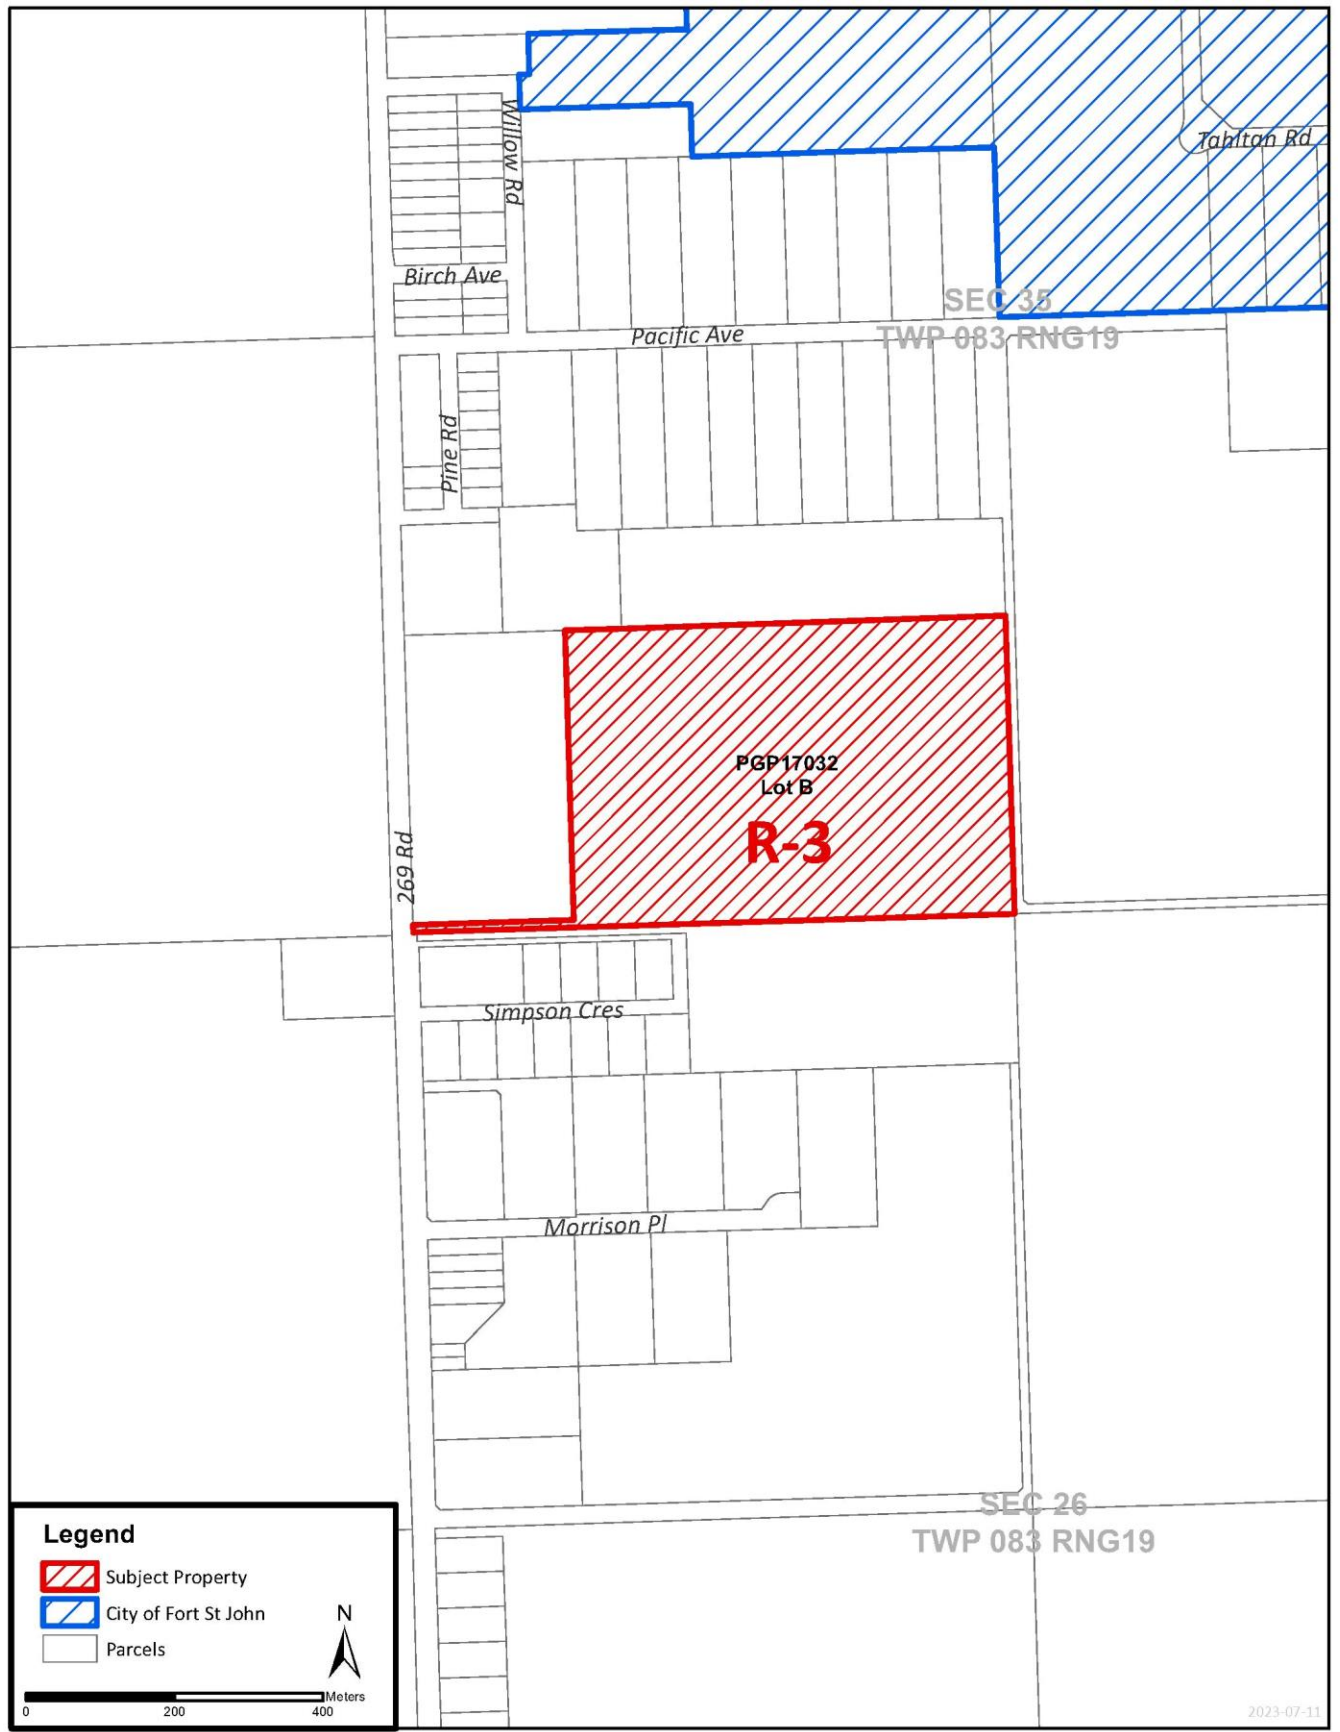 Willow Rd
Tahltan Rd
Birch Ave
SEC 35
TWP 083 RNG19
Pacific Ave
Pine Rd
PGP17032
Lot B
R-3
269 Rd
Simpson Cres
Morrison Pl
SEC 26
TWP 083 RNG19
Legend
Subject Property
City of Fort St John
Parcels
N
Meters
0 200 400
2023-07-11